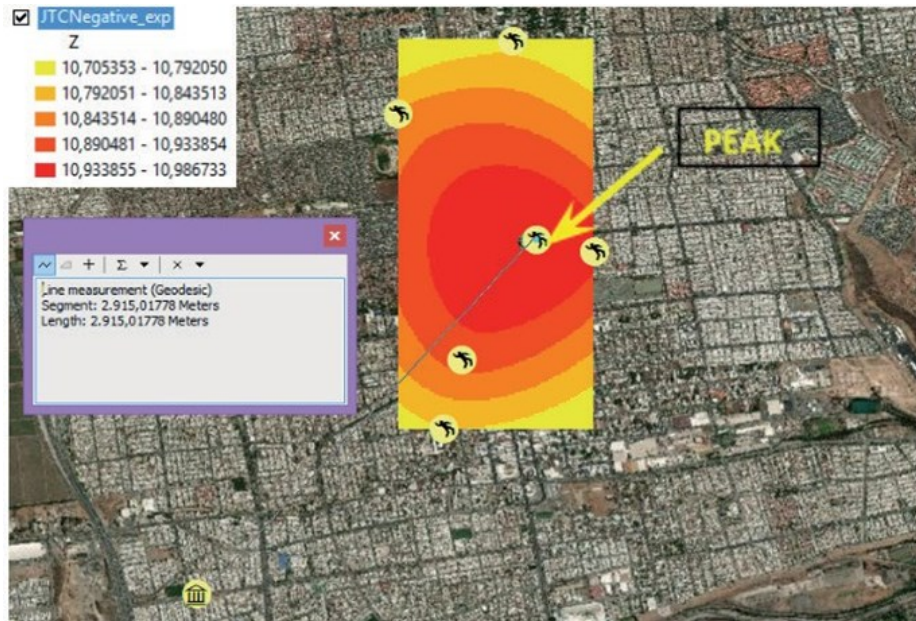 JTCNegative_exp
Z
10,705353 - 10,792050
10,792051 - 10,843513
10,843514 - 10,890480
10,890481 - 10,933854
10,933855 - 10,986733
PEAK
Line measurement (Geodesic)
Segment: 2.915,01778 Meters
Length: 2.915,01778 Meters